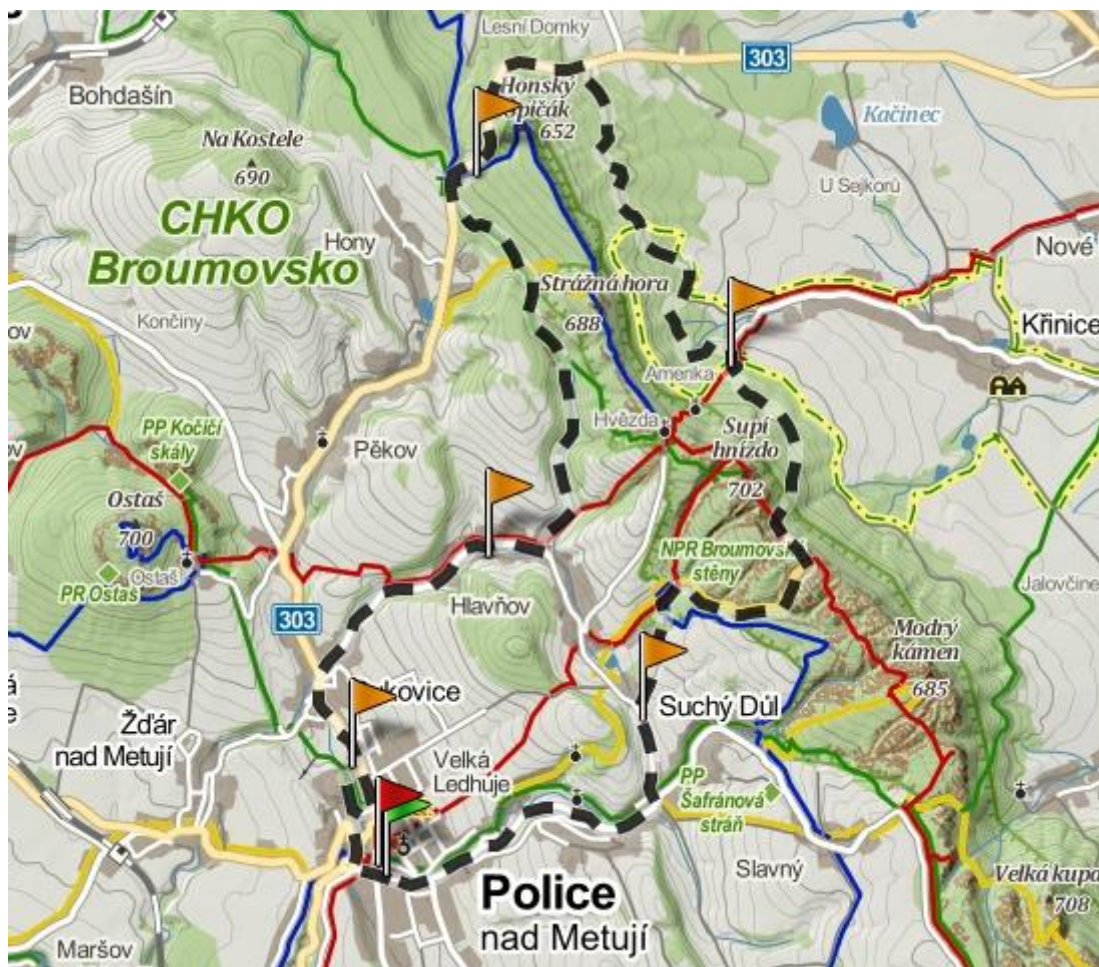 Lesní Domky
303
Bohdašín
Honský
Špičák
652
Kačinec
Na Kostele
690
U Sejkorů
CHKO
Broumovsko
Hony
Nové
Strážná hora
688
Končiny
Křinice
Amerika
Hvězda
Supí
hnízdo
702
PP Kočičí
skály
Pěkov
Ostaš
700
Ostaš
PR Ostaš
NPR Broumovské
stěny
Jalovčine
303
Hlavňov
Modrý
kámen
685
ukovice
Suchý Důl
Žďár
nad Metují
Velká
Ledhuje
PP
Šafránová
stráň
Slavný
Velká kupa
708
Police
nad Metují
Maršov